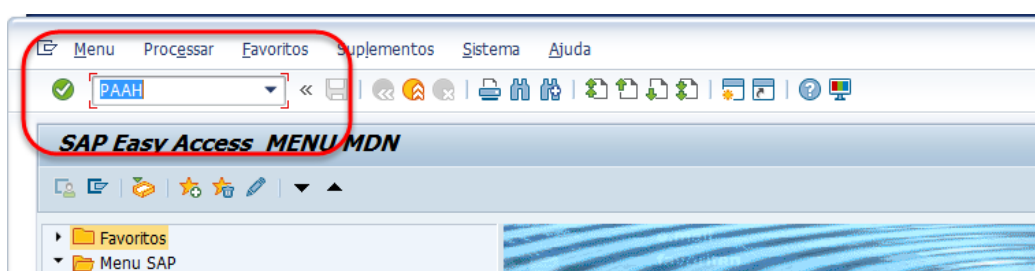 Menu Processar Favoritos Suplementos Sistema Ajuda
PAAH
SAP Easy Access MENU MDN
Favoritos
Menu SAP